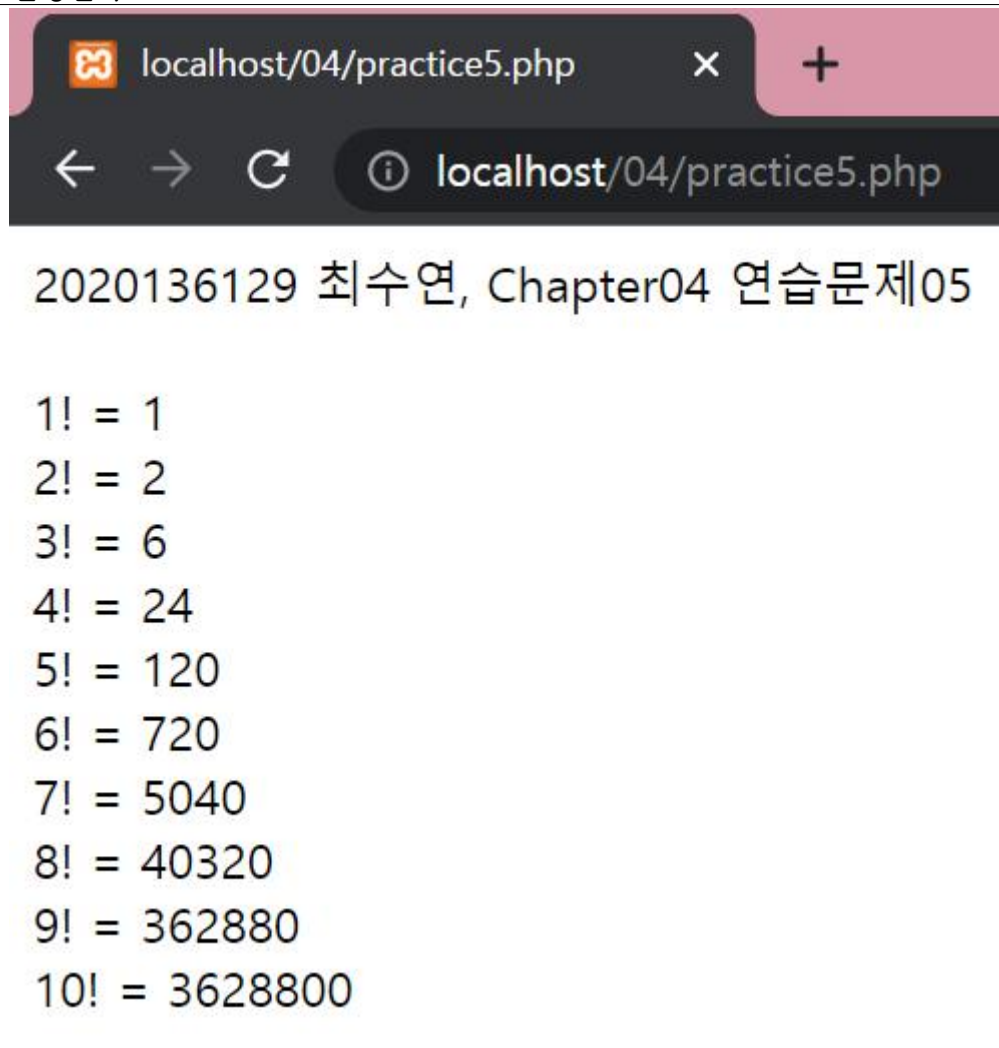 localhost/04/practice5.php
localhost/04/practice5.php
2020136129 최수연, Chapter04 연습문제05
1! = 1
2! = 2
3! = 6
4! = 24
5! = 120
6! = 720
7! = 5040
8! = 40320
9! = 362880
10! = 3628800